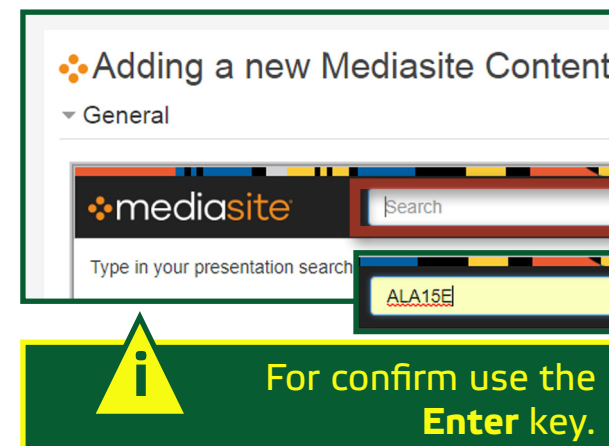 Adding a new Mediasite Content
General
mediasite
Search
Type in your presentation search
ALA15E
i
For confirm use the
Enter key.